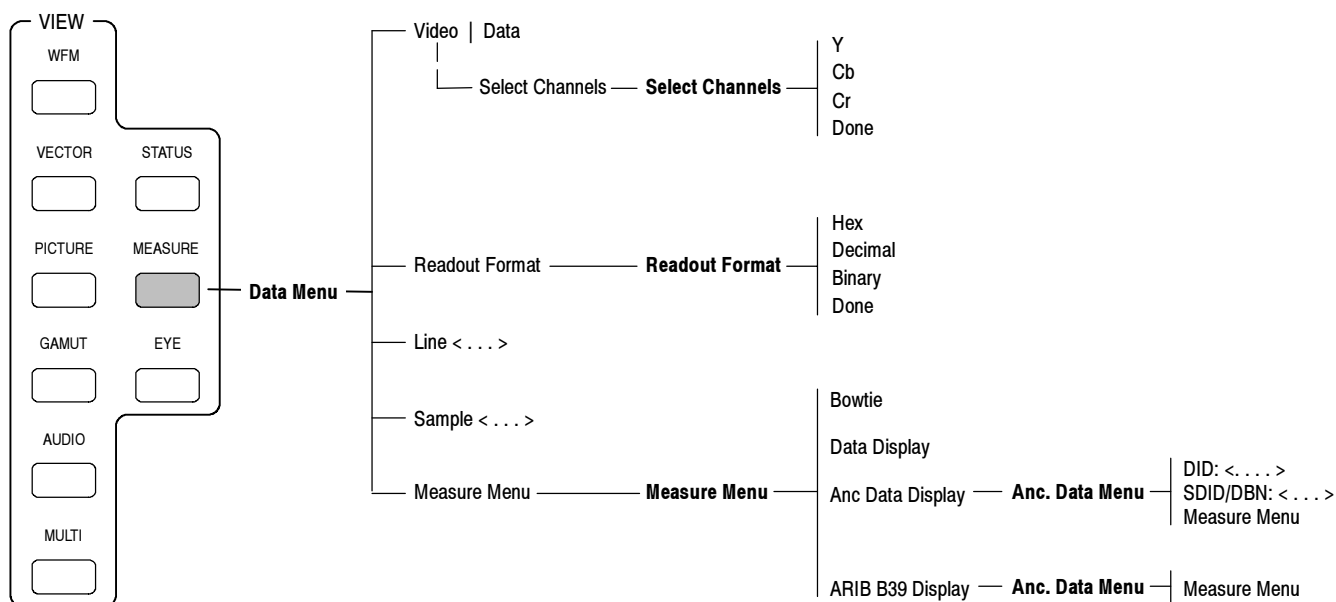 VIEW
WFM
VECTOR
STATUS
PICTURE
MEASURE
GAMUT
EYE
AUDIO
MULTI
Data Menu
Video | Data
Select Channels
Select Channels
Y
Cb
Cr
Done
Readout Format
Readout Format
Hex
Decimal
Binary
Done
Line < . . . >
Sample < . . . >
Measure Menu
Measure Menu
Bowtie
Data Display
Anc Data Display
Anc. Data Menu
DID: <. . . . >
SDID/DBN: < . . . >
Measure Menu
ARIB B39 Display
Anc. Data Menu
Measure Menu